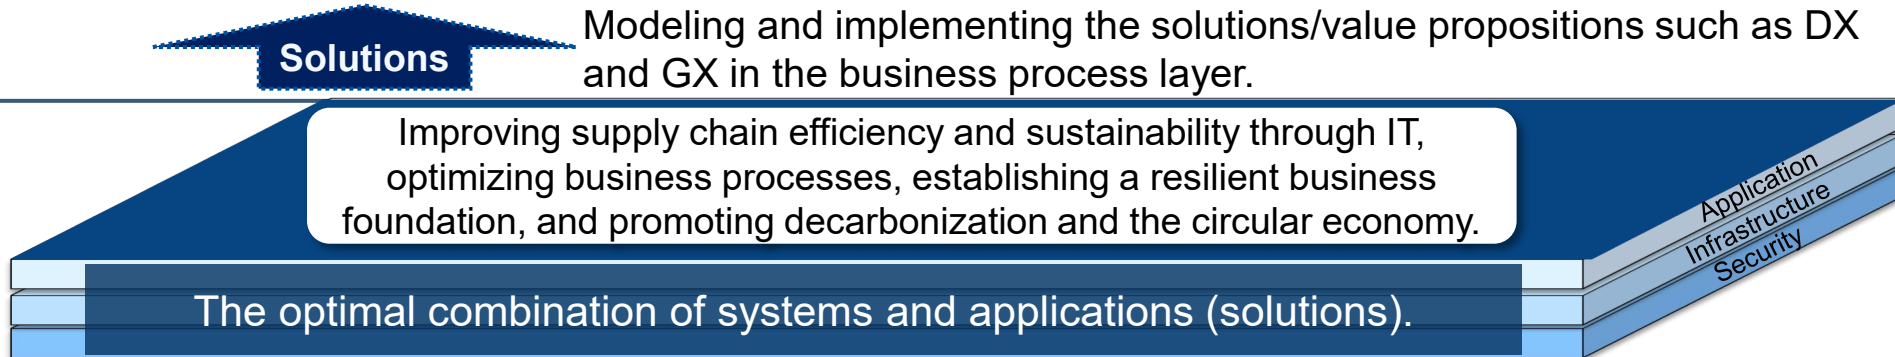 Solutions
Modeling and implementing the solutions/value propositions such as DX
and GX in the business process layer.
Improving supply chain efficiency and sustainability through IT,
optimizing business processes, establishing a resilient business
foundation, and promoting decarbonization and the circular economy.
Application
Infrastructure
Security
The optimal combination of systems and applications (solutions).